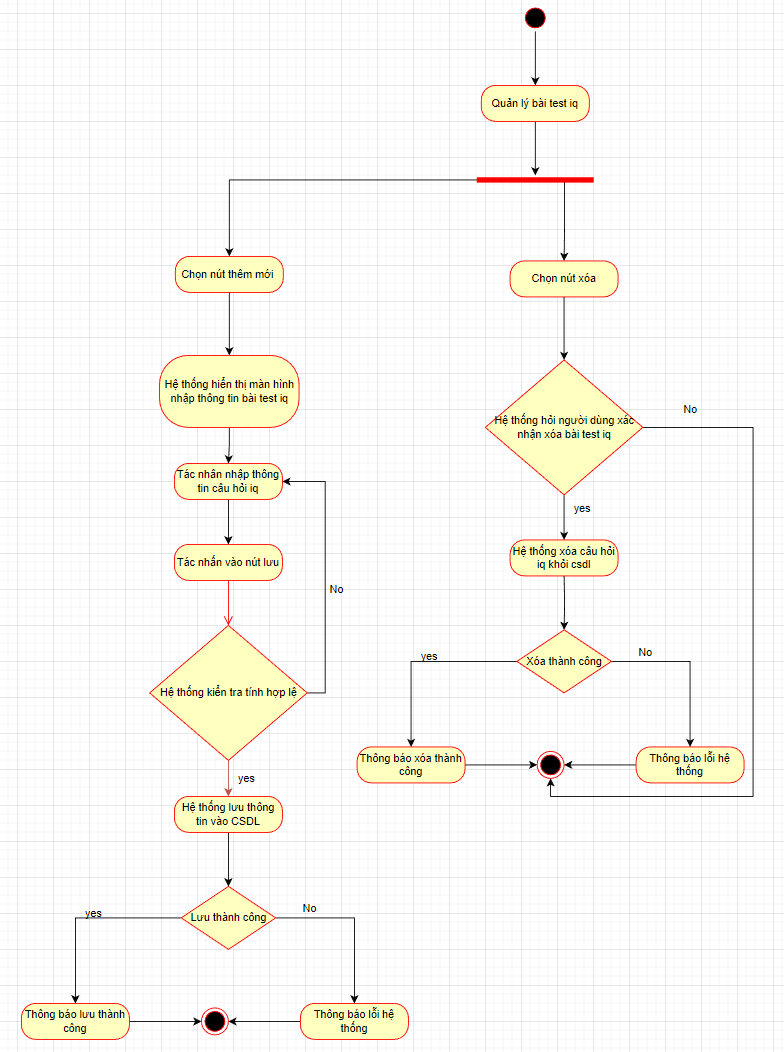 Quản lý bài test iq
Chọn nút thêm mới
Chọn nút xóa
Hệ thống hiển thị màn hình
nhập thông tin bài test iq
Hệ thống hỏi người dùng xác
nhận xóa bài test iq
No
Tác nhân nhập thông
tin câu hỏi iq
yes
Tác nhấn vào nút lưu
Hệ thống xóa câu hỏi
iq khỏi csdl
No
Hệ thống kiển tra tính hợp lệ
Xóa thành công
yes
No
Thông báo xóa thành
công
Thông báo lỗi hệ
thống
yes
Hệ thống lưu thông
tin vào CSDL
Lưu thành công
yes
No
Thông báo lưu thành
công
Thông báo lỗi hệ
thống